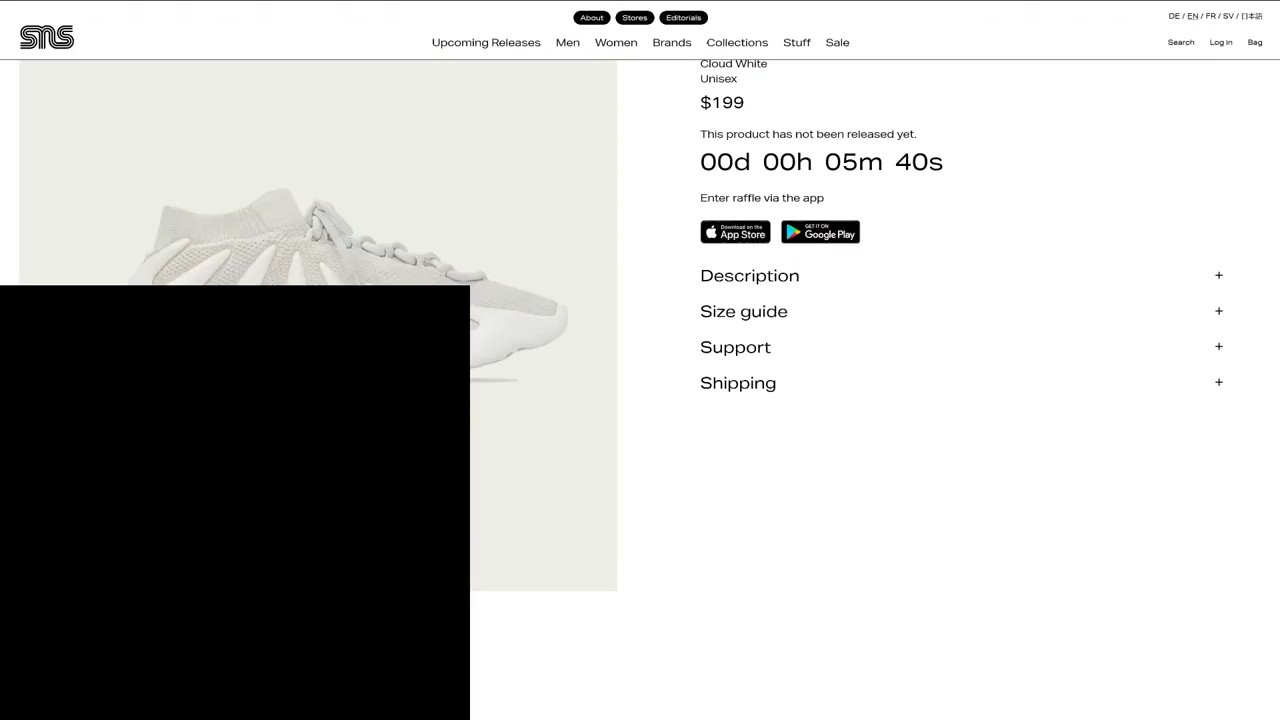 About Stores Editorials
DE / EN / FR / SV / 日本語
sns
Upcoming Releases Men Women Brands Collections Stuff Sale
Search Log in Bag
Cloud White
Unisex
$199
This product has not been released yet.
00d 00h 05m 40s
Enter raffle via the app
Download on the App Store
GET IT ON Google Play
Description +
Size guide +
Support +
Shipping +